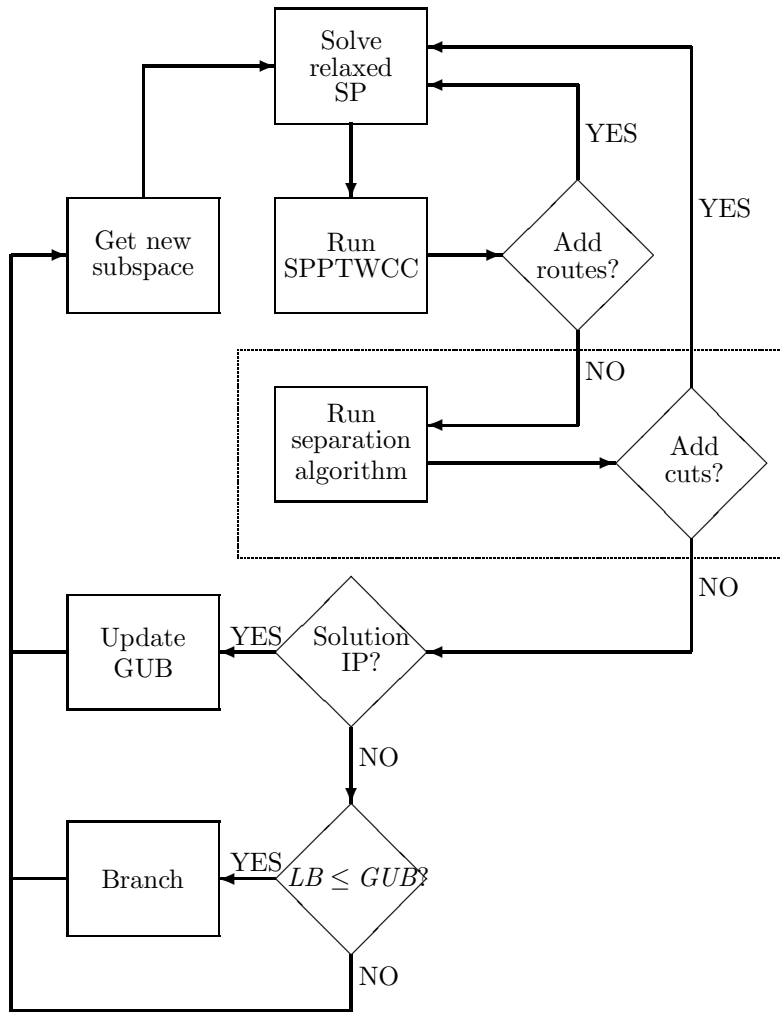 Solve
relaxed
SP
YES
YES
Get new
subspace
Run
SPPTWCC
Add
routes?
NO
Run
separation
algorithm
Add
cuts?
NO
Update
GUB
YES
Solution
IP?
NO
Branch
YES
LB ≤ GUB?
NO